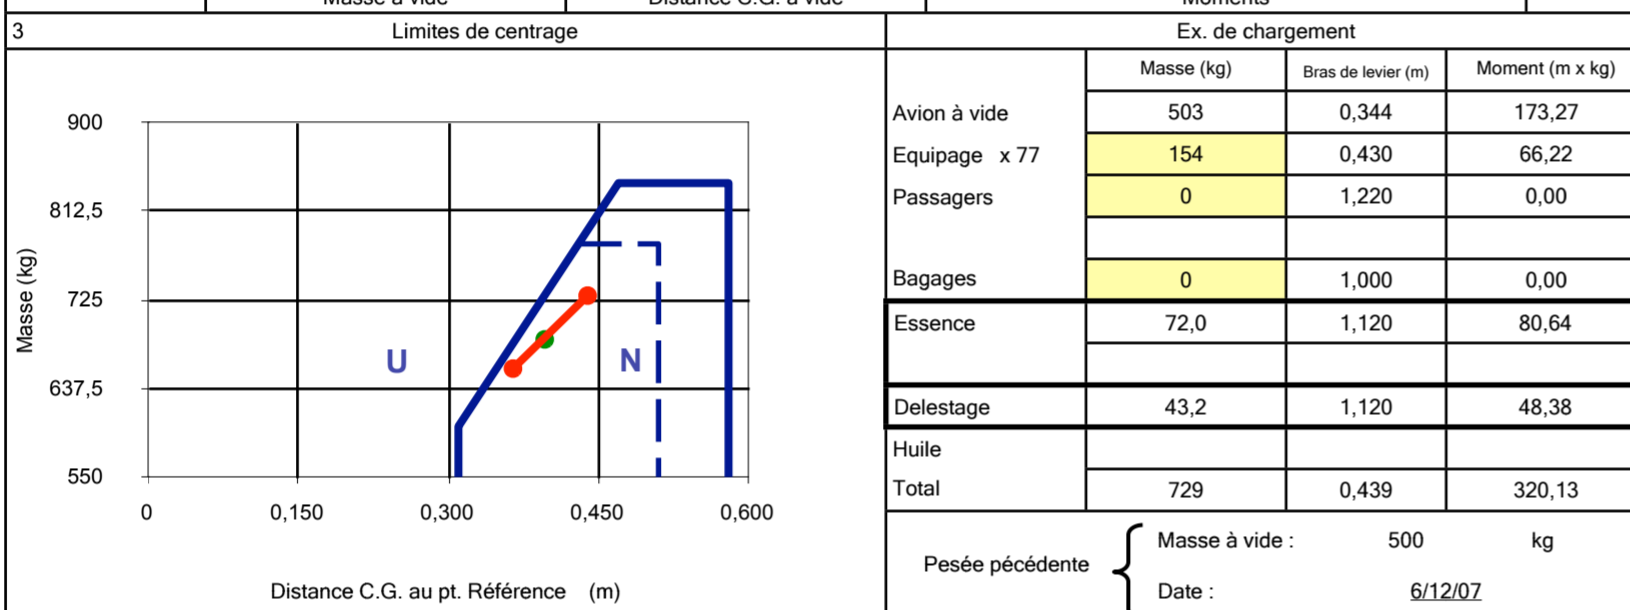 Masse à vide Distance C.G. à vide Moments
3 Limites de centrage Ex. de chargement
Masse (kg) Bras de levier (m) Moment (m x kg)
Avion à vide 503 0,344 173,27
Equipage x 77 154 0,430 66,22
Passagers 0 1,220 0,00
Bagages 0 1,000 0,00
Essence 72,0 1,120 80,64
Delestage 43,2 1,120 48,38
Huile
Total 729 0,439 320,13
Pesée pécédente
Masse à vide : 500 kg
Date : 6/12/07
Masse (kg)
900
812,5
725
637,5
550
U N
0 0,150 0,300 0,450 0,600
Distance C.G. au pt. Référence (m)